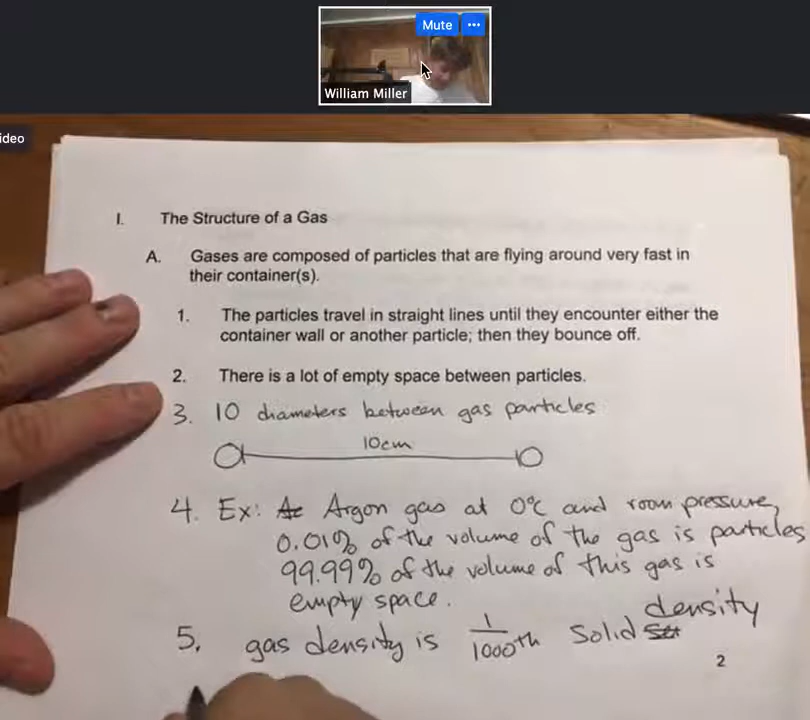 Mute
William Miller
ideo
I. The Structure of a Gas
A. Gases are composed of particles that are flying around very fast in
their container(s).
1. The particles travel in straight lines until they encounter either the
container wall or another particle; then they bounce off.
2. There is a lot of empty space between particles.
3. 10 diameters between gas particles
10cm
4. Ex: Argon gas at 0°C and room pressure,
0.01% of the volume of the gas is particles
99.99% of the volume of this gas is
empty space.
5. gas density is 1/1000th Solid density
2